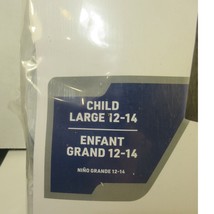 CHILD
LARGE 12-14
ENFANT
GRAND 12-14
NIÑO GRANDE 12-14